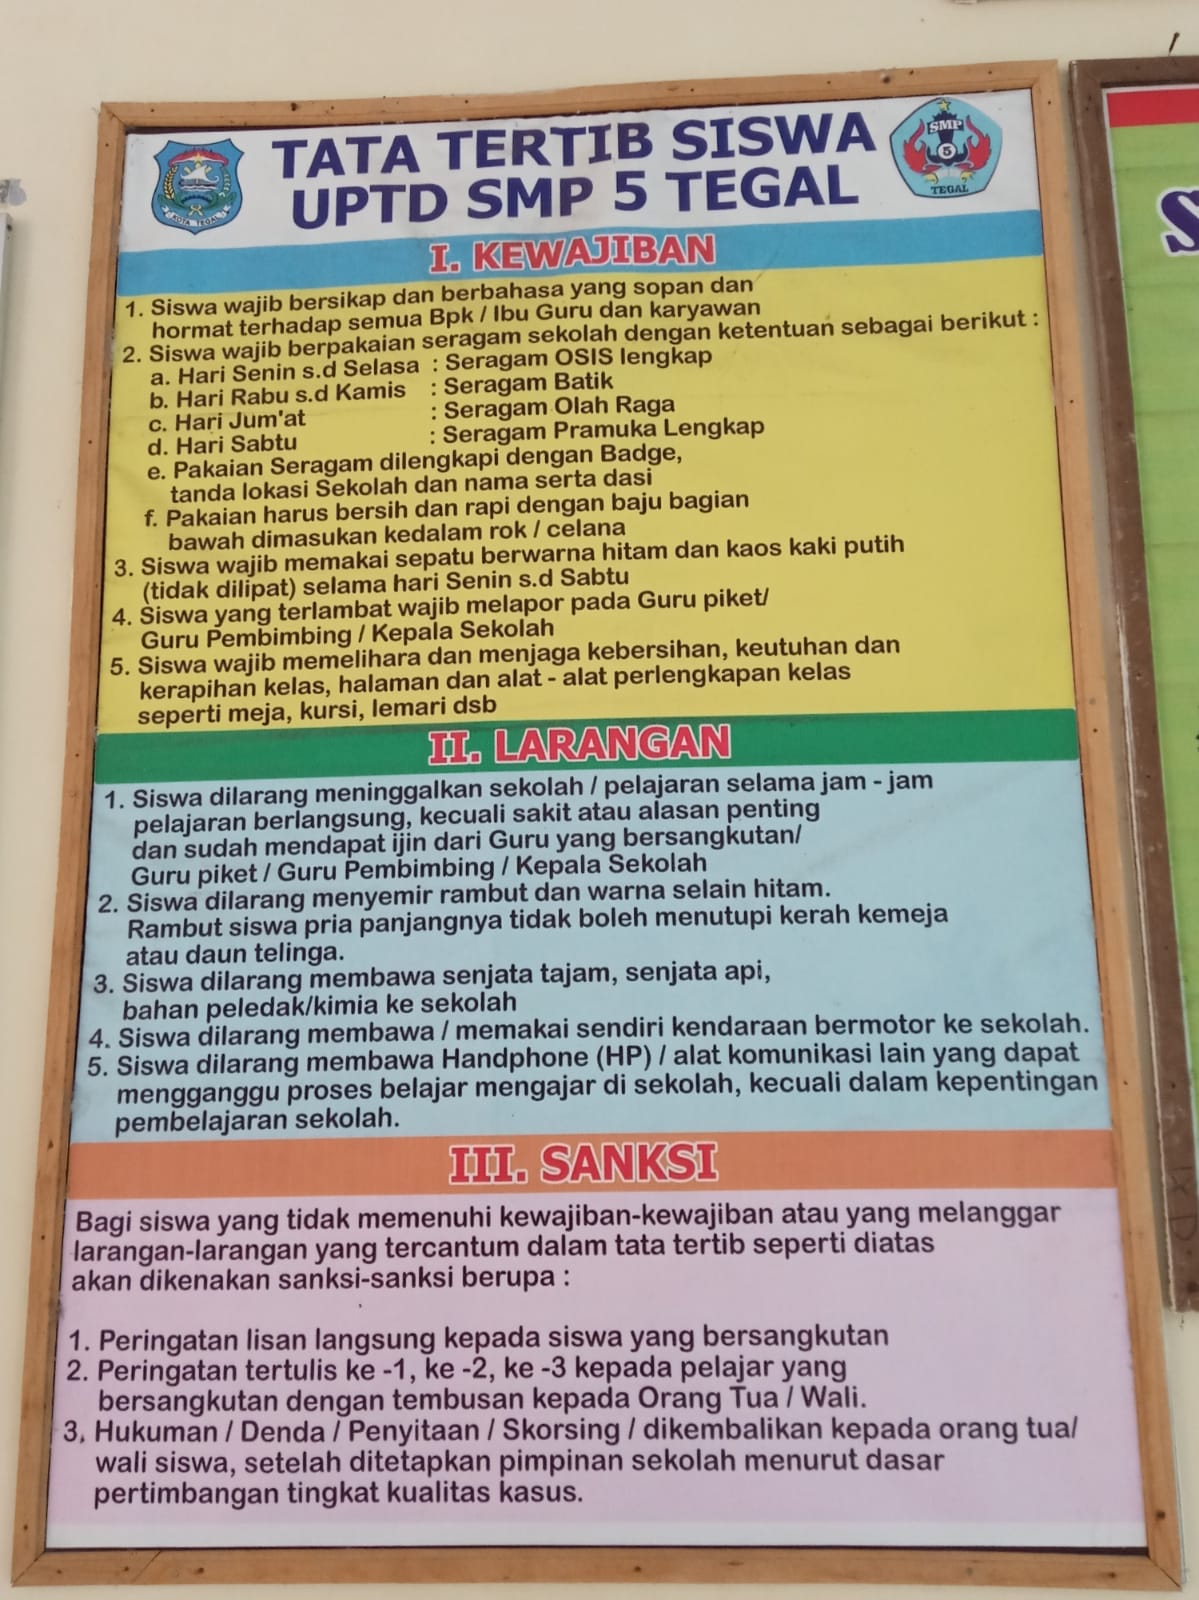 TATA TERTIB SISWA
UPTD SMP 5 TEGAL
KOTA TEGAL
SMP
5
TEGAL
I. KEWAJIBAN
1. Siswa wajib bersikap dan berbahasa yang sopan dan
hormat terhadap semua Bpk / Ibu Guru dan karyawan
2. Siswa wajib berpakaian seragam sekolah dengan ketentuan sebagai berikut :
a. Hari Senin s.d Selasa : Seragam OSIS lengkap
b. Hari Rabu s.d Kamis : Seragam Batik
c. Hari Jum'at : Seragam Olah Raga
d. Hari Sabtu : Seragam Pramuka Lengkap
e. Pakaian Seragam dilengkapi dengan Badge,
tanda lokasi Sekolah dan nama serta dasi
f. Pakaian harus bersih dan rapi dengan baju bagian
bawah dimasukan kedalam rok / celana
3. Siswa wajib memakai sepatu berwarna hitam dan kaos kaki putih
(tidak dilipat) selama hari Senin s.d Sabtu
4. Siswa yang terlambat wajib melapor pada Guru piket/
Guru Pembimbing / Kepala Sekolah
5. Siswa wajib memelihara dan menjaga kebersihan, keutuhan dan
kerapihan kelas, halaman dan alat - alat perlengkapan kelas
seperti meja, kursi, lemari dsb
II. LARANGAN
1. Siswa dilarang meninggalkan sekolah / pelajaran selama jam - jam
pelajaran berlangsung, kecuali sakit atau alasan penting
dan sudah mendapat ijin dari Guru yang bersangkutan/
Guru piket / Guru Pembimbing / Kepala Sekolah
2. Siswa dilarang menyemir rambut dan warna selain hitam.
Rambut siswa pria panjangnya tidak boleh menutupi kerah kemeja
atau daun telinga.
3. Siswa dilarang membawa senjata tajam, senjata api,
bahan peledak/kimia ke sekolah
4. Siswa dilarang membawa / memakai sendiri kendaraan bermotor ke sekolah.
5. Siswa dilarang membawa Handphone (HP) / alat komunikasi lain yang dapat
mengganggu proses belajar mengajar di sekolah, kecuali dalam kepentingan
pembelajaran sekolah.
III. SANKSI
Bagi siswa yang tidak memenuhi kewajiban-kewajiban atau yang melanggar
larangan-larangan yang tercantum dalam tata tertib seperti diatas
akan dikenakan sanksi-sanksi berupa :
1. Peringatan lisan langsung kepada siswa yang bersangkutan
2. Peringatan tertulis ke -1, ke -2, ke -3 kepada pelajar yang
bersangkutan dengan tembusan kepada Orang Tua / Wali.
3. Hukuman / Denda / Penyitaan / Skorsing / dikembalikan kepada orang tua/
wali siswa, setelah ditetapkan pimpinan sekolah menurut dasar
pertimbangan tingkat kualitas kasus.
S